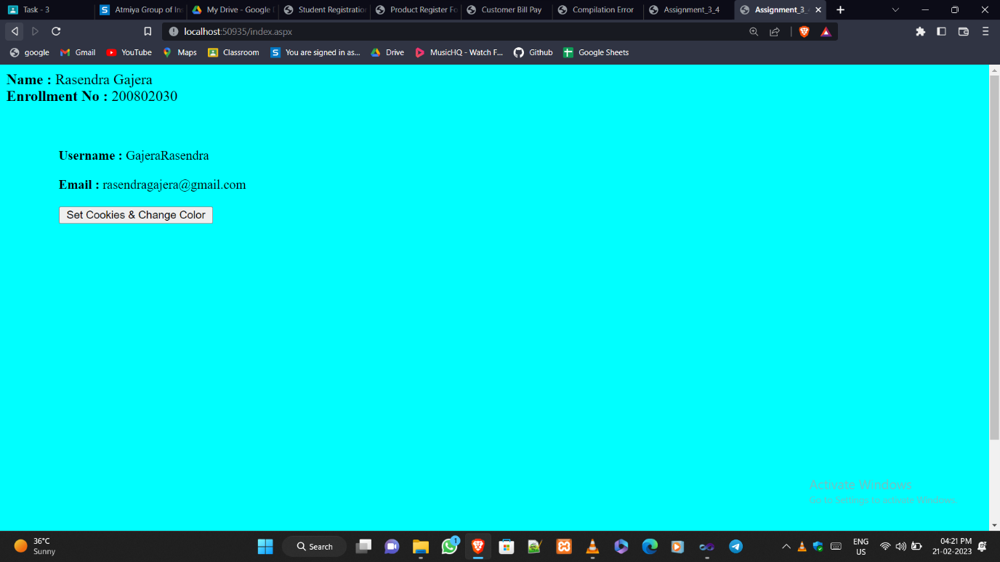 Task - 3
Atmiya Group of Ins
My Drive - Google D
Student Registration
Product Register Fo
Customer Bill Pay
Compilation Error
Assignment_3_4
Assignment_3_4
localhost:50935/index.aspx
google
Gmail
YouTube
Maps
Classroom
You are signed in as...
Drive
MusicHQ - Watch F...
Github
Google Sheets
Name : Rasendra Gajera
Enrollment No : 200802030
Username : GajeraRasendra
Email : rasendragajera@gmail.com
Set Cookies & Change Color
Activate Windows
Go to Settings to activate Windows.
36°C
Sunny
Search
1
ENG
US
04:21 PM
21-02-2023